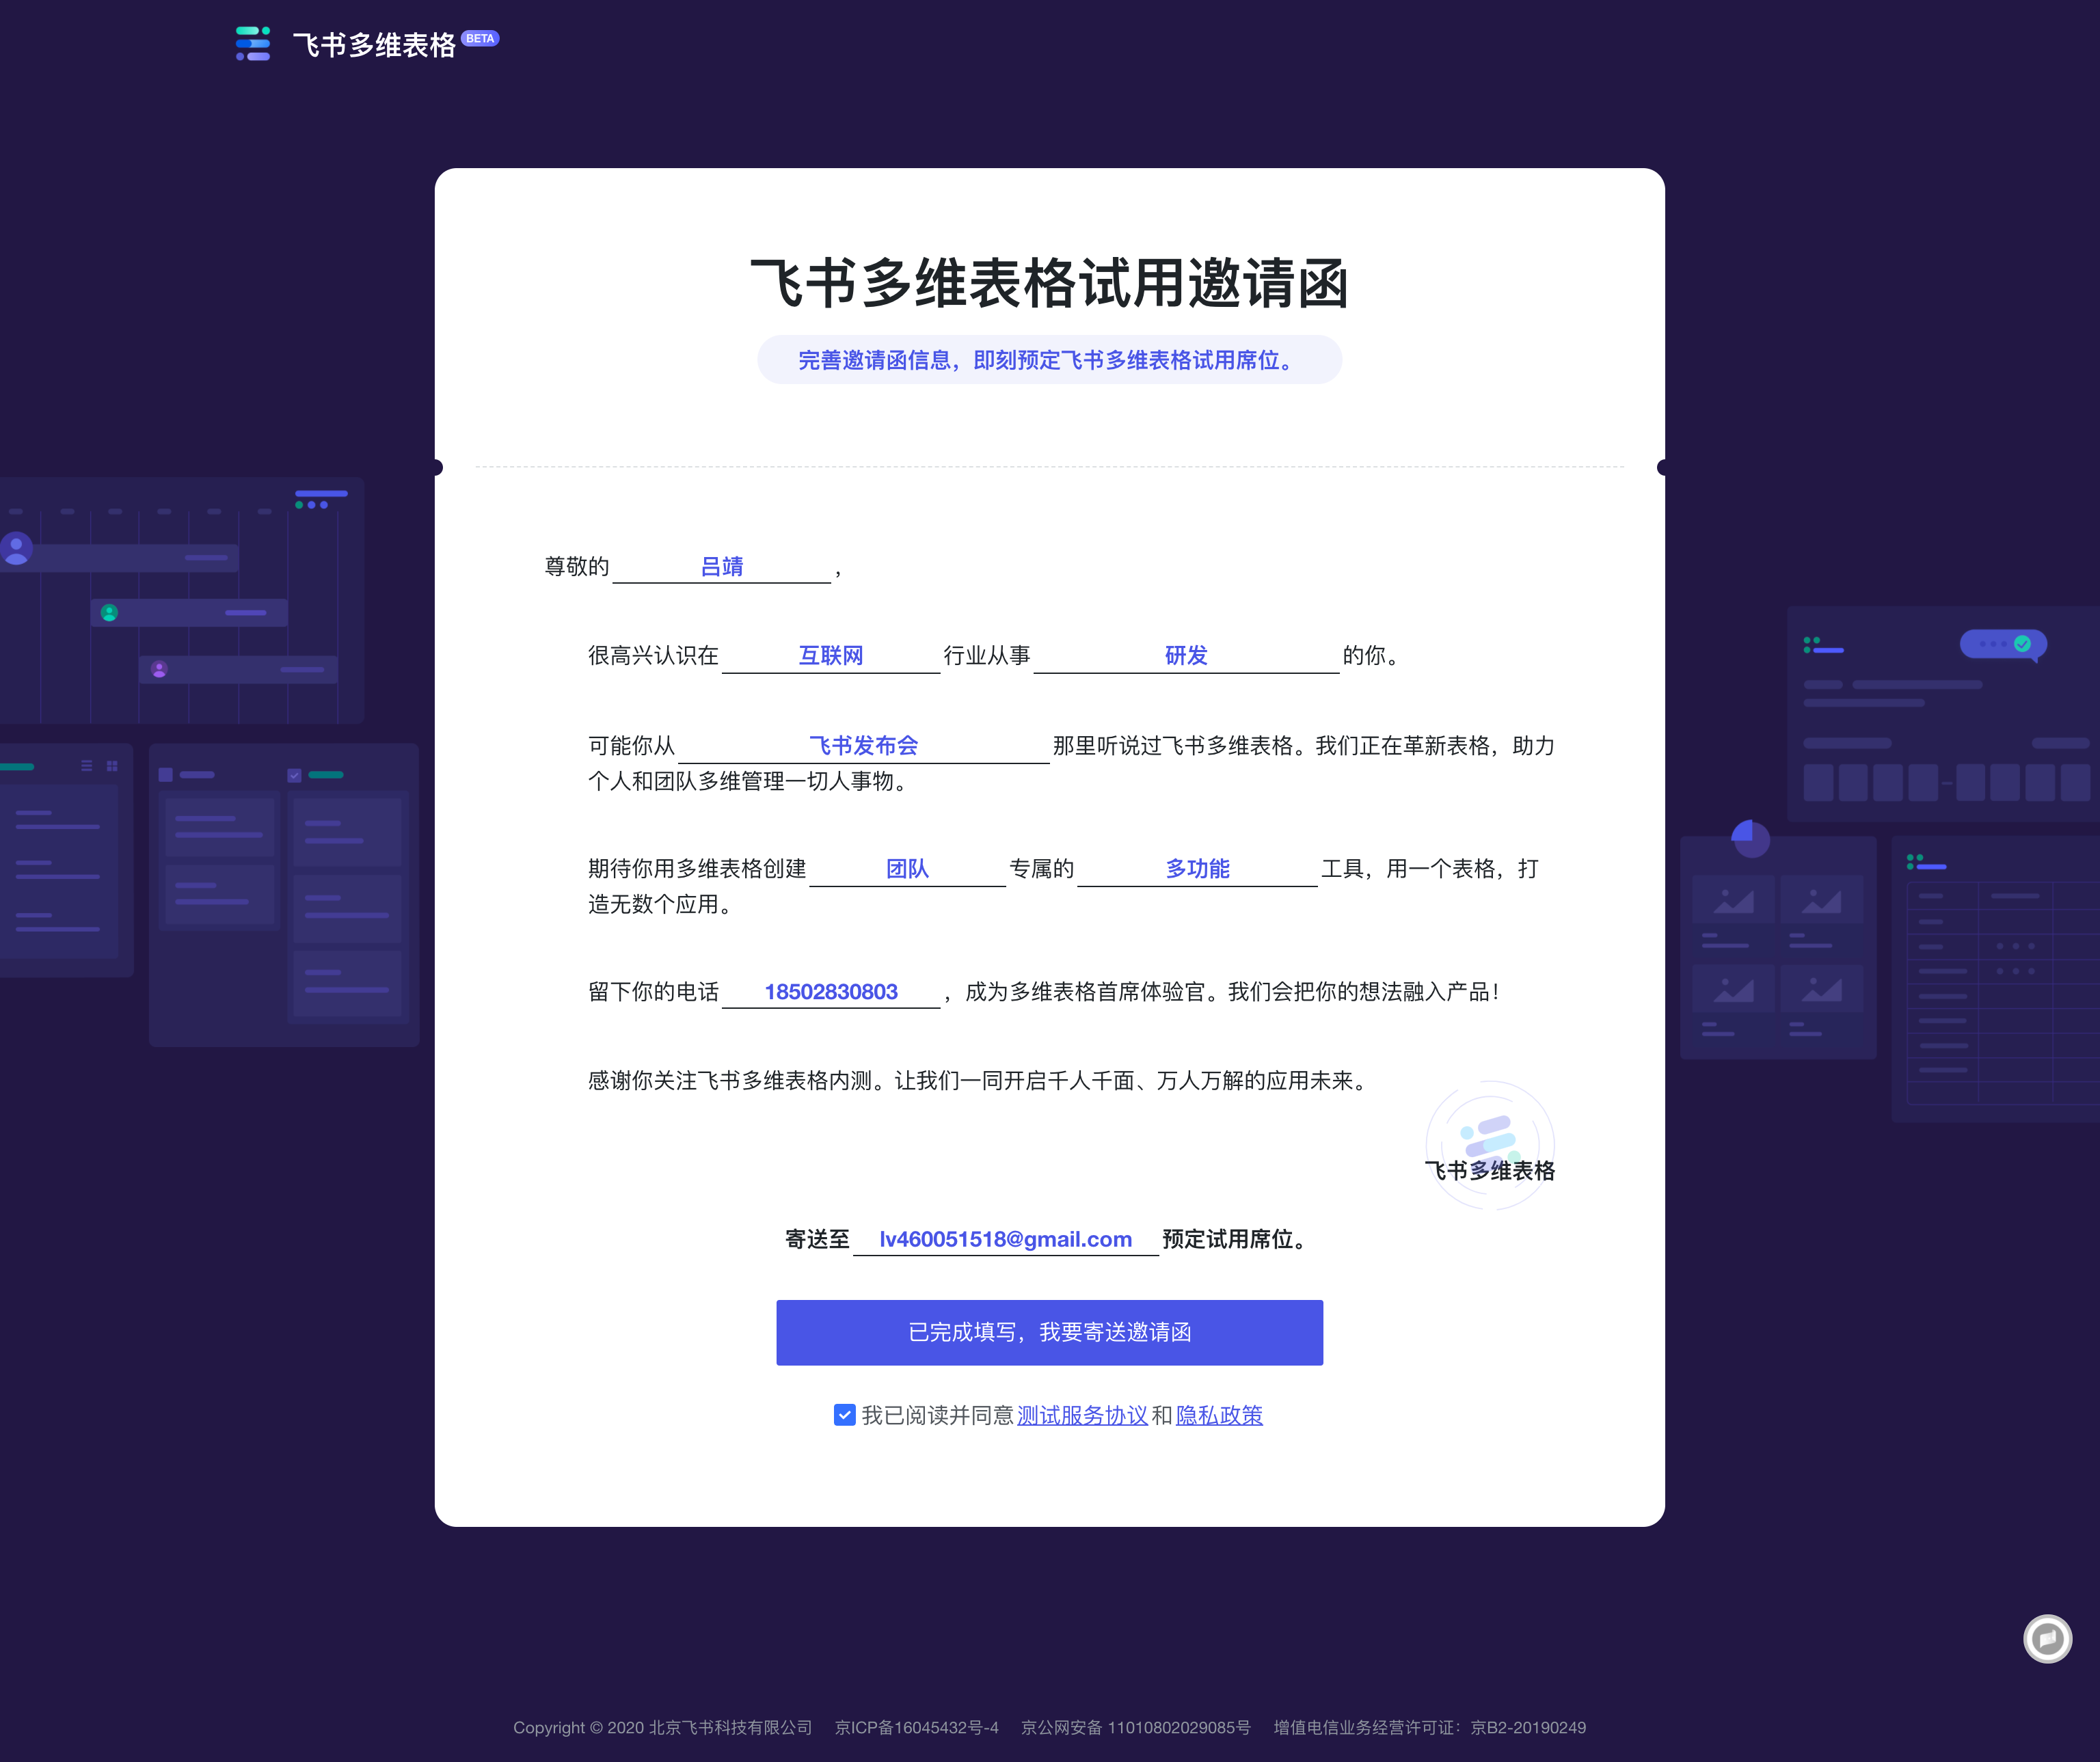 飞书多维表格 BETA
飞书多维表格试用邀请函
完善邀请函信息，即刻预定飞书多维表格试用席位。
尊敬的 吕靖 ，
很高兴认识在 互联网 行业从事 研发 的你。
可能你从 飞书发布会 那里听说过飞书多维表格。我们正在革新表格，助力
个人和团队多维管理一切人事物。
期待你用多维表格创建 团队 专属的 多功能 工具，用一个表格，打
造无数个应用。
留下你的电话 18502830803 ，成为多维表格首席体验官。我们会把你的想法融入产品！
感谢你关注飞书多维表格内测。让我们一同开启千人千面、万人万解的应用未来。
飞书多维表格
寄送至 lv460051518@gmail.com 预定试用席位。
已完成填写，我要寄送邀请函
我已阅读并同意 测试服务协议 和 隐私政策
Copyright © 2020 北京飞书科技有限公司 京ICP备16045432号-4 京公网安备 11010802029085号 增值电信业务经营许可证：京B2-20190249